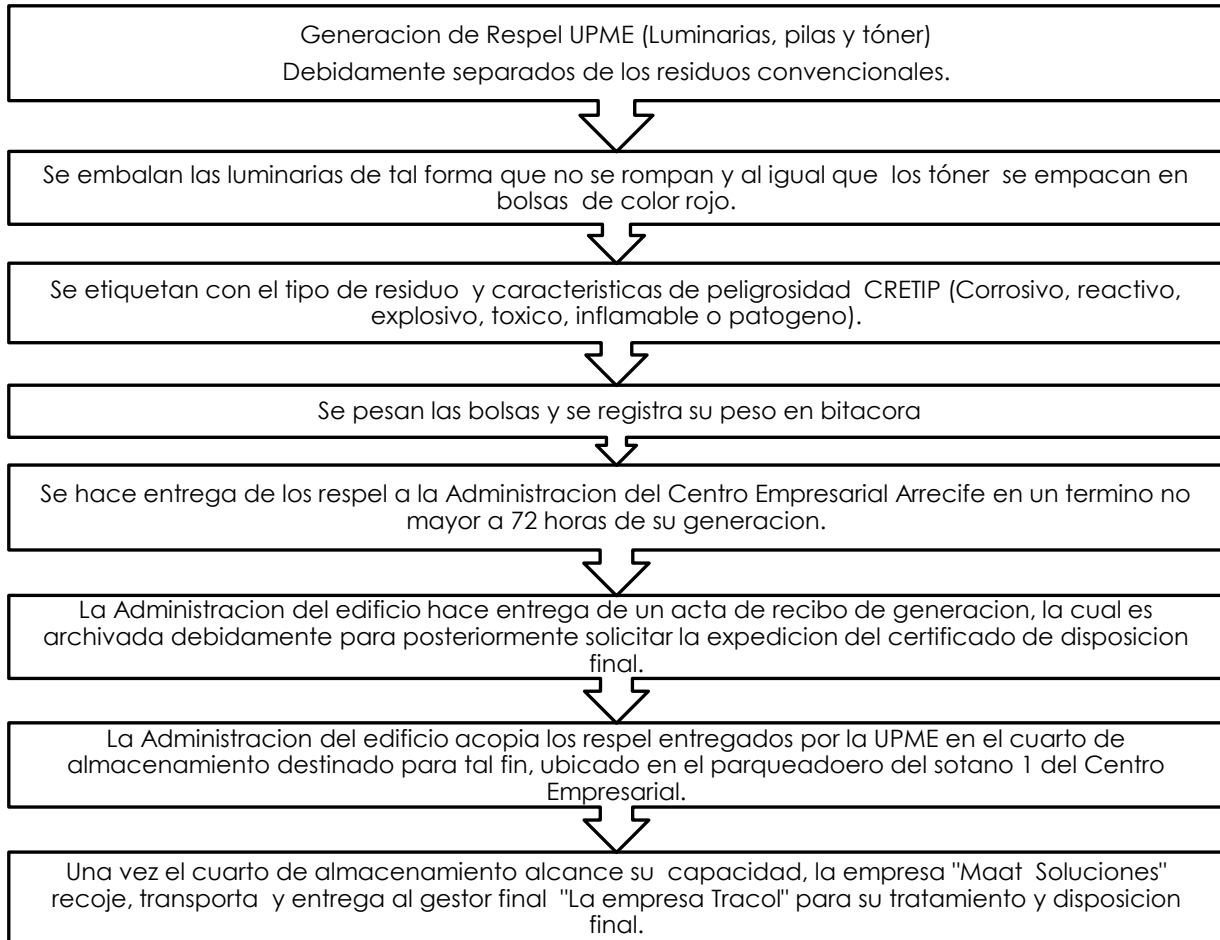 Generacion de Respel UPME (Luminarias, pilas y tóner)
Debidamente separados de los residuos convencionales.
Se embalan las luminarias de tal forma que no se rompan y al igual que los tóner se empacan en
bolsas de color rojo.
Se etiquetan con el tipo de residuo y caracteristicas de peligrosidad CRETIP (Corrosivo, reactivo,
explosivo, toxico, inflamable o patogeno).
Se pesan las bolsas y se registra su peso en bitacora
Se hace entrega de los respel a la Administracion del Centro Empresarial Arrecife en un termino no
mayor a 72 horas de su generacion.
La Administracion del edificio hace entrega de un acta de recibo de generacion, la cual es
archivada debidamente para posteriormente solicitar la expedicion del certificado de disposicion
final.
La Administracion del edificio acopia los respel entregados por la UPME en el cuarto de
almacenamiento destinado para tal fin, ubicado en el parqueadoero del sotano 1 del Centro
Empresarial.
Una vez el cuarto de almacenamiento alcance su capacidad, la empresa "Maat Soluciones"
recoje, transporta y entrega al gestor final "La empresa Tracol" para su tratamiento y disposicion
final.